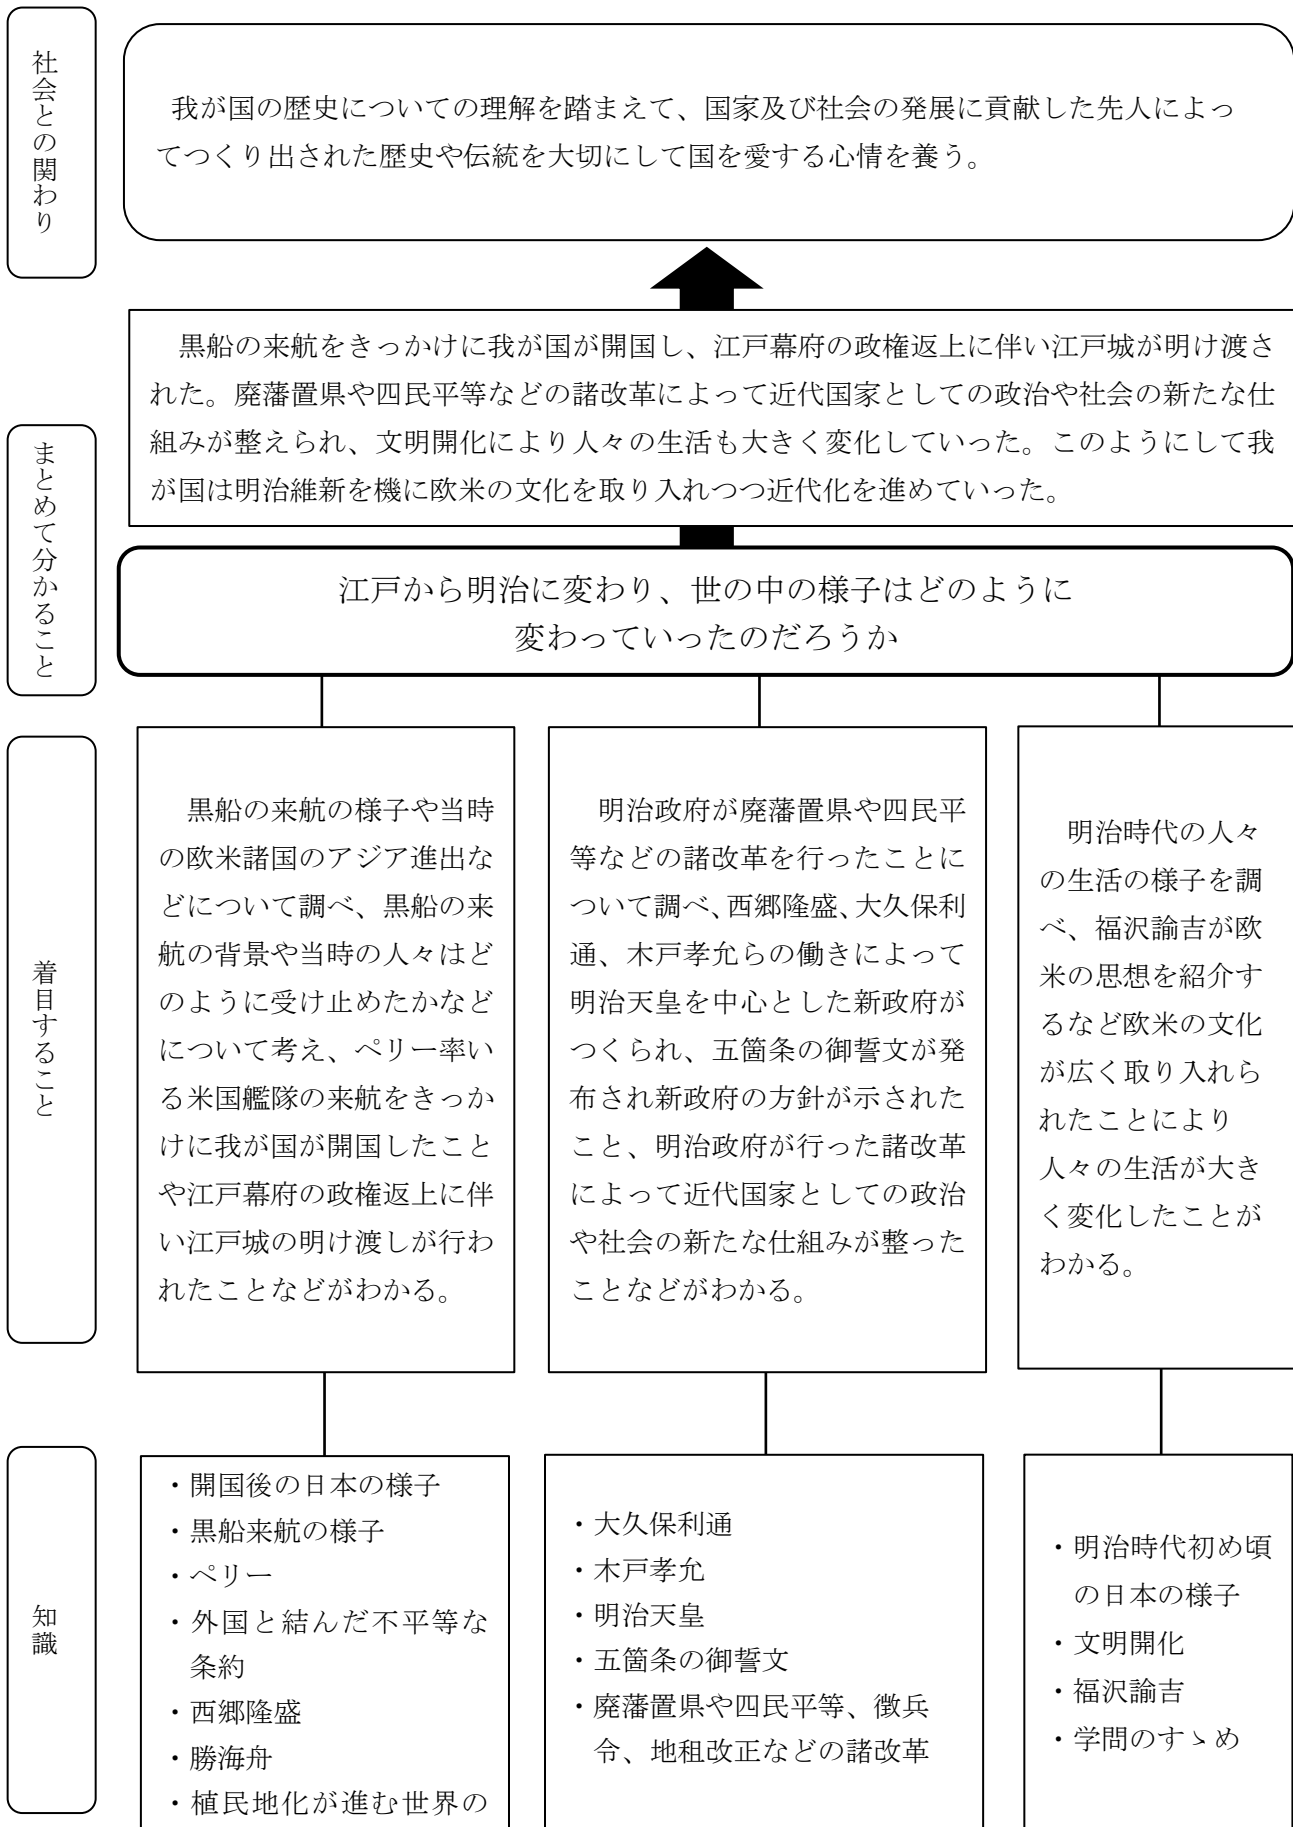 社会との関わり
我が国の歴史についての理解を踏まえて、国家及び社会の発展に貢献した先人によっ
てつくり出された歴史や伝統を大切にして国を愛する心情を養う。
まとめて分かること
黒船の来航をきっかけに我が国が開国し、江戸幕府の政権返上に伴い江戸城が明け渡さ
れた。廃藩置県や四民平等などの諸改革によって近代国家としての政治や社会の新たな仕
組みが整えられ、文明開化により人々の生活も大きく変化していった。このようにして我
が国は明治維新を機に欧米の文化を取り入れつつ近代化を進めていった。
江戸から明治に変わり、世の中の様子はどのように
変わっていったのだろうか
着目すること
黒船の来航の様子や当時
の欧米諸国のアジア進出な
どについて調べ、黒船の来
航の背景や当時の人々はど
のように受け止めたかなど
について考え、ペリー率い
る米国艦隊の来航をきっか
けに我が国が開国したこと
や江戸幕府の政権返上に伴
い江戸城の明け渡しが行わ
れたことなどがわかる。
明治政府が廃藩置県や四民平
等などの諸改革を行ったことに
ついて調べ、西郷隆盛、大久保利
通、木戸孝允らの働きによって
明治天皇を中心とした新政府が
つくられ、五箇条の御誓文が発
布され新政府の方針が示された
こと、明治政府が行った諸改革
によって近代国家としての政治
や社会の新たな仕組みが整った
ことなどがわかる。
明治時代の人々
の生活の様子を調
べ、福沢諭吉が欧
米の思想を紹介す
るなど欧米の文化
が広く取り入れら
れたことにより
人々の生活が大き
く変化したことが
わかる。
知識
・開国後の日本の様子
・黒船来航の様子
・ペリー
・外国と結んだ不平等な
条約
・西郷隆盛
・勝海舟
・植民地化が進む世界の
・大久保利通
・木戸孝允
・明治天皇
・五箇条の御誓文
・廃藩置県や四民平等、徴兵
令、地租改正などの諸改革
・明治時代初め頃
の日本の様子
・文明開化
・福沢諭吉
・学問のすゝめ